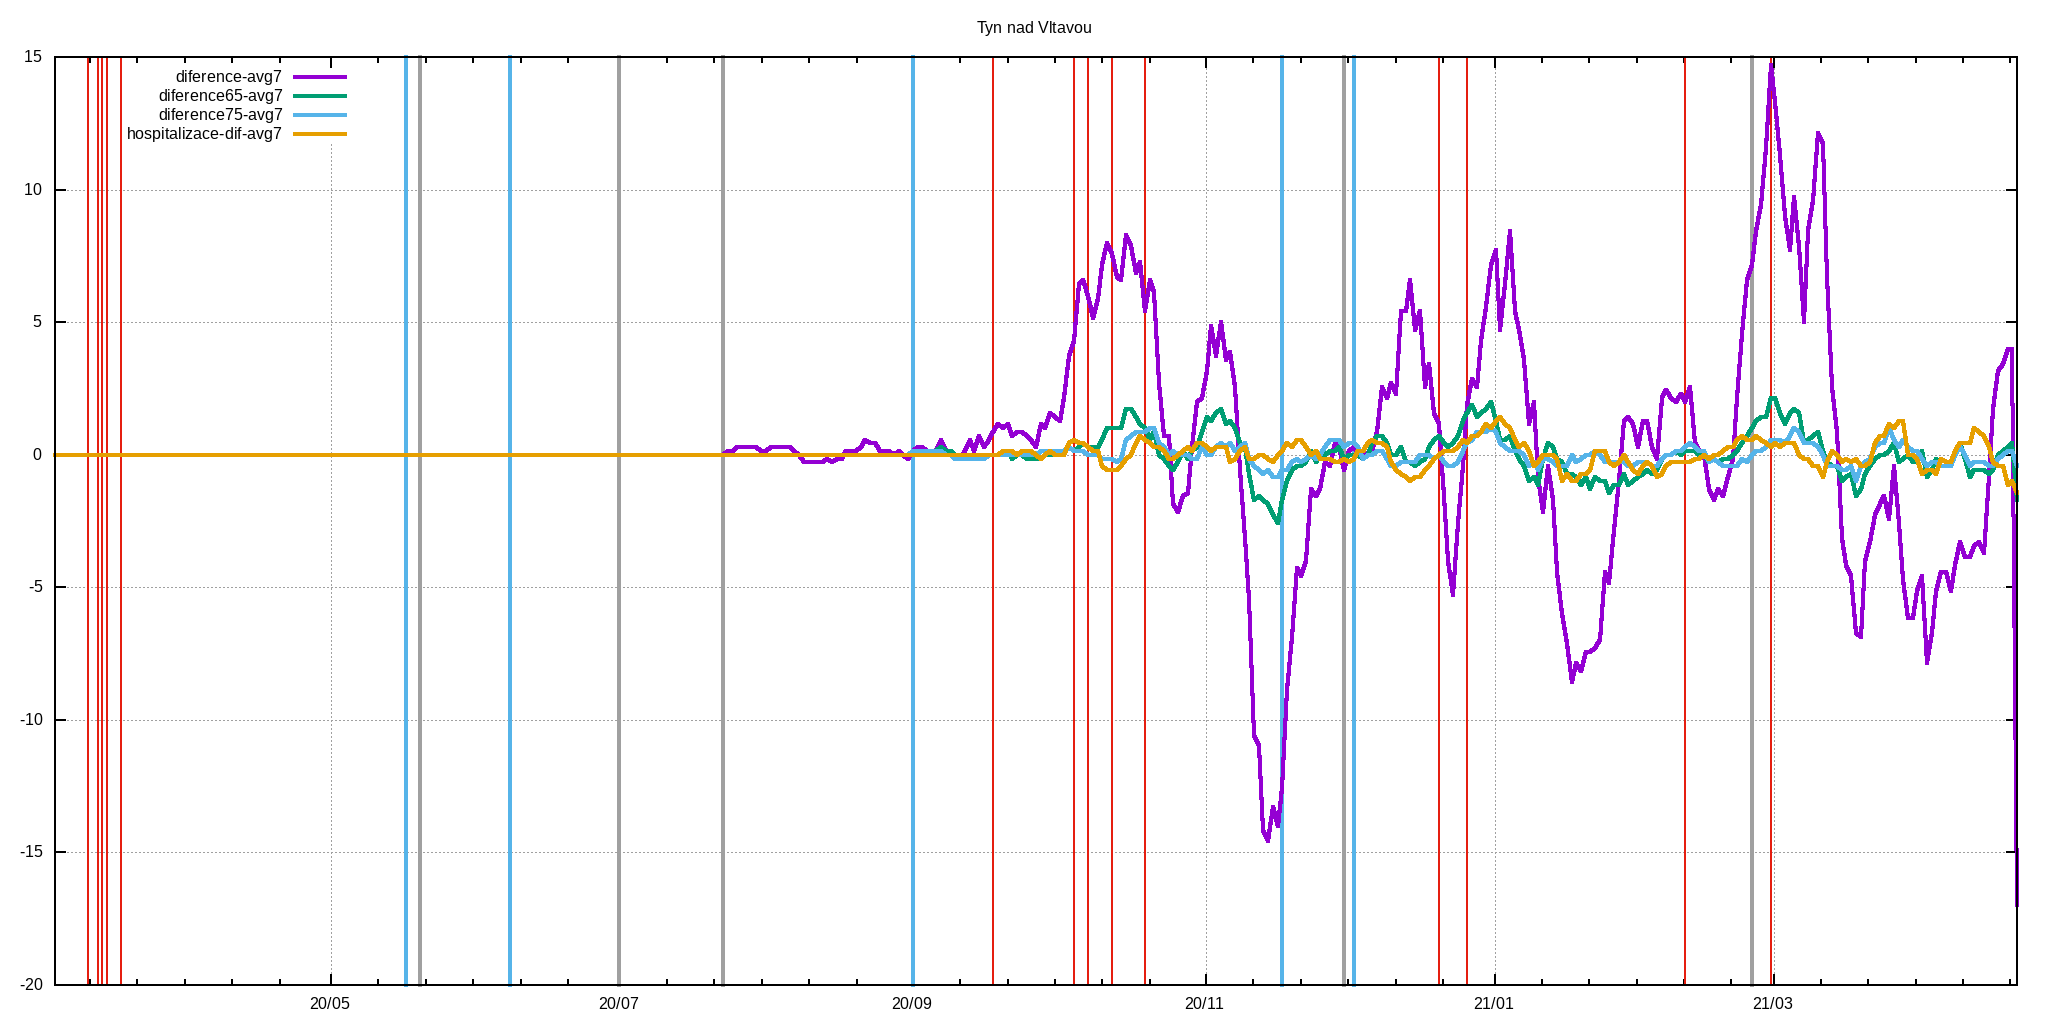 Tyn nad Vltavou
diference-avg7
diference65-avg7
diference75-avg7
hospitalizace-dif-avg7
15
10
5
0
-5
-10
-15
-20
20/05 20/07 20/09 20/11 21/01 21/03